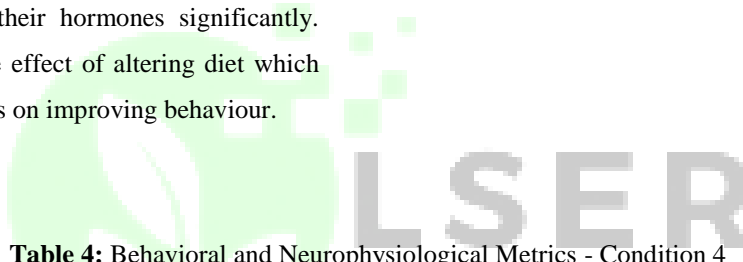 their hormones significantly.
effect of altering diet which
s on improving behaviour.
LSER
Table 4: Behavioral and Neurophysiological Metrics - Condition 4